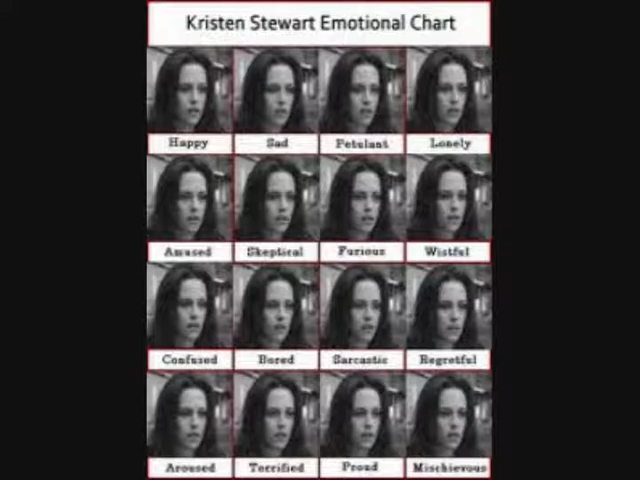 Kristen Stewart Emotional Chart
Happy Sad Petulant Lonely
Amused Skeptical Furious Wistful
Confused Bored Sarcastic Regretful
Aroused Terrified Proud Mischievous